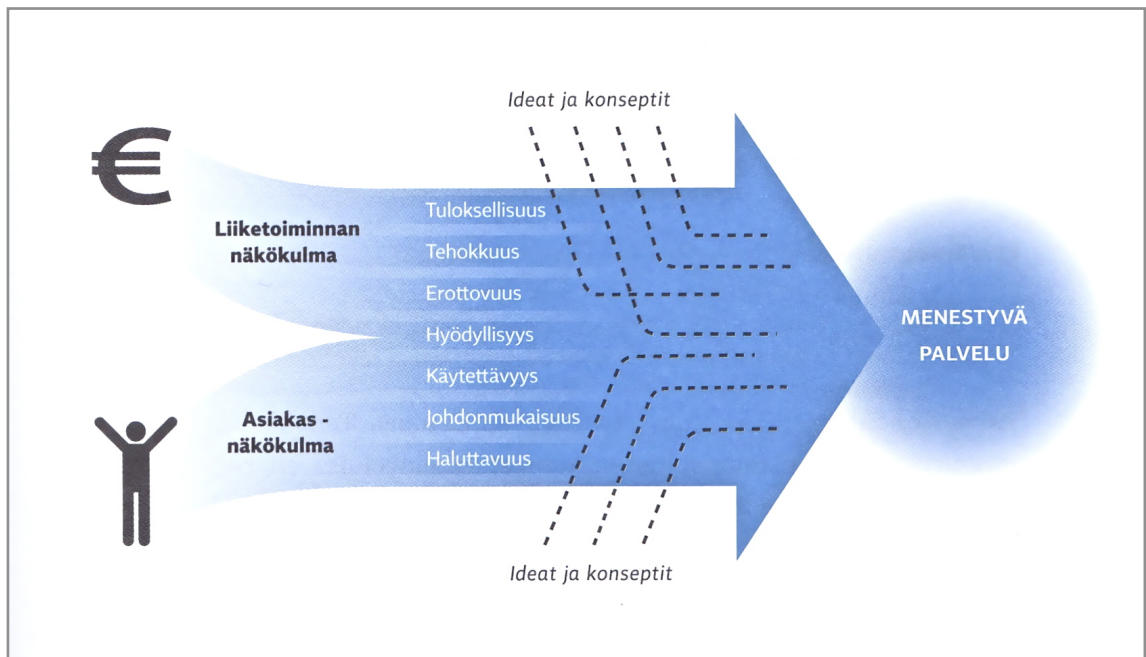 Ideat ja konseptit
€
Liiketoiminnan
näkökulma
Tuloksellisuus
Tehokkuus
Erottovuus
Hyödyllisyys
Käytettävyys
Johdonmukaisuus
Haluttavuus
Asiakas -
näkökulma
MENESTYVÄ
PALVELU
Ideat ja konseptit